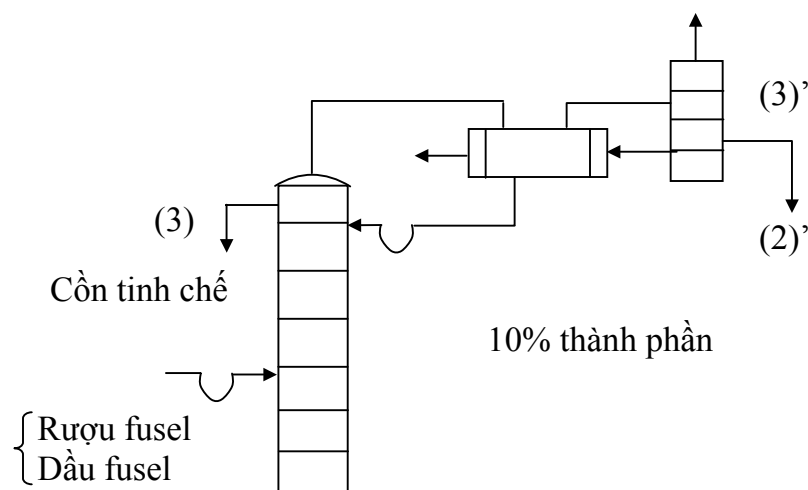 (3)’
(3)
(2)’
Cồn tinh chế
10% thành phần
Rượu fusel
Dầu fusel